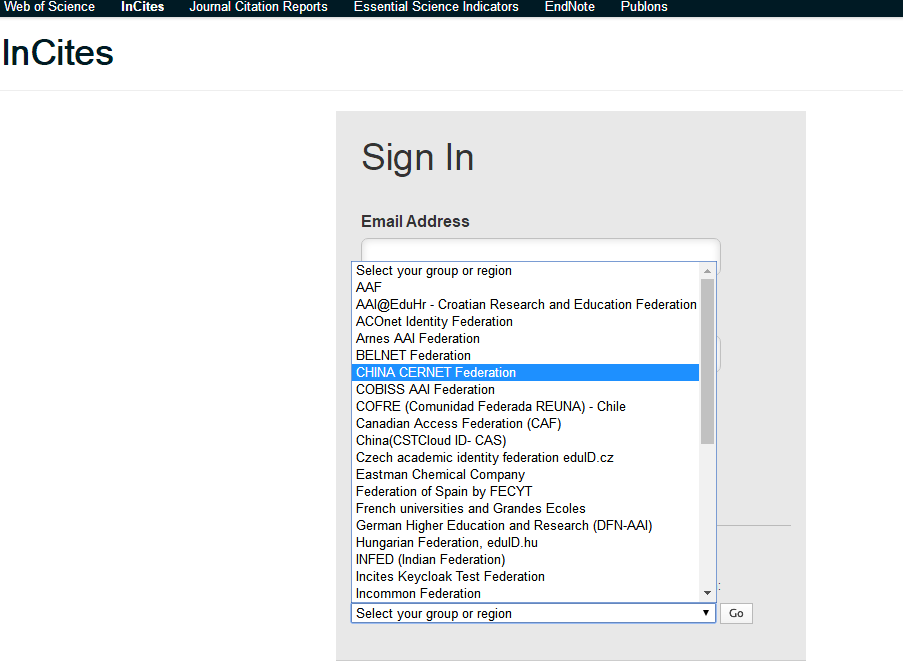 Web of Science InCites Journal Citation Reports Essential Science Indicators EndNote Publons
InCites
Sign In
Email Address
Select your group or region
AAF
AAI@EduHr - Croatian Research and Education Federation
ACOnet Identity Federation
Arnes AAI Federation
BELNET Federation
CHINA CERNET Federation
COBISS AAI Federation
COFRE (Comunidad Federada REUNA) - Chile
Canadian Access Federation (CAF)
China(CSTCloud ID- CAS)
Czech academic identity federation eduID.cz
Eastman Chemical Company
Federation of Spain by FECYT
French universities and Grandes Ecoles
German Higher Education and Research (DFN-AAI)
Hungarian Federation, eduID.hu
INFED (Indian Federation)
Incites Keycloak Test Federation
Incommon Federation
:
Select your group or region Go